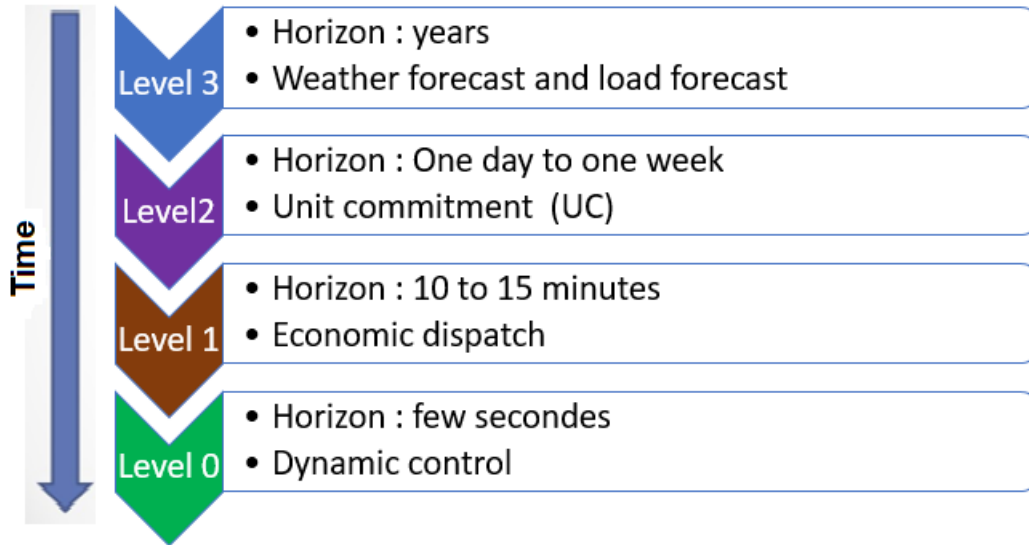 Time
Level 3
• Horizon : years
• Weather forecast and load forecast
Level2
• Horizon : One day to one week
• Unit commitment (UC)
Level 1
• Horizon : 10 to 15 minutes
• Economic dispatch
Level 0
• Horizon : few secondes
• Dynamic control